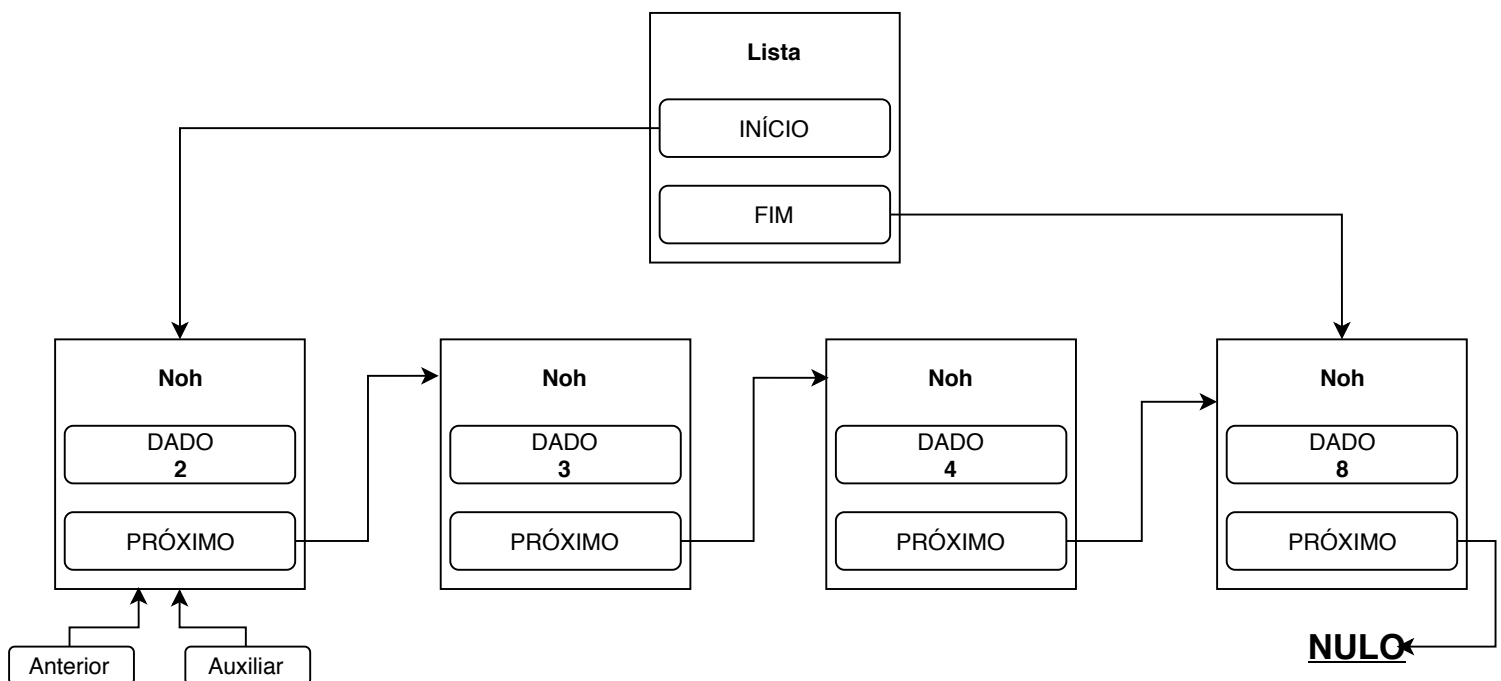 Lista
INÍCIO
FIM
Noh
Noh
Noh
Noh
DADO
2
DADO
3
DADO
4
DADO
8
PRÓXIMO
PRÓXIMO
PRÓXIMO
PRÓXIMO
Anterior
Auxiliar
NULO